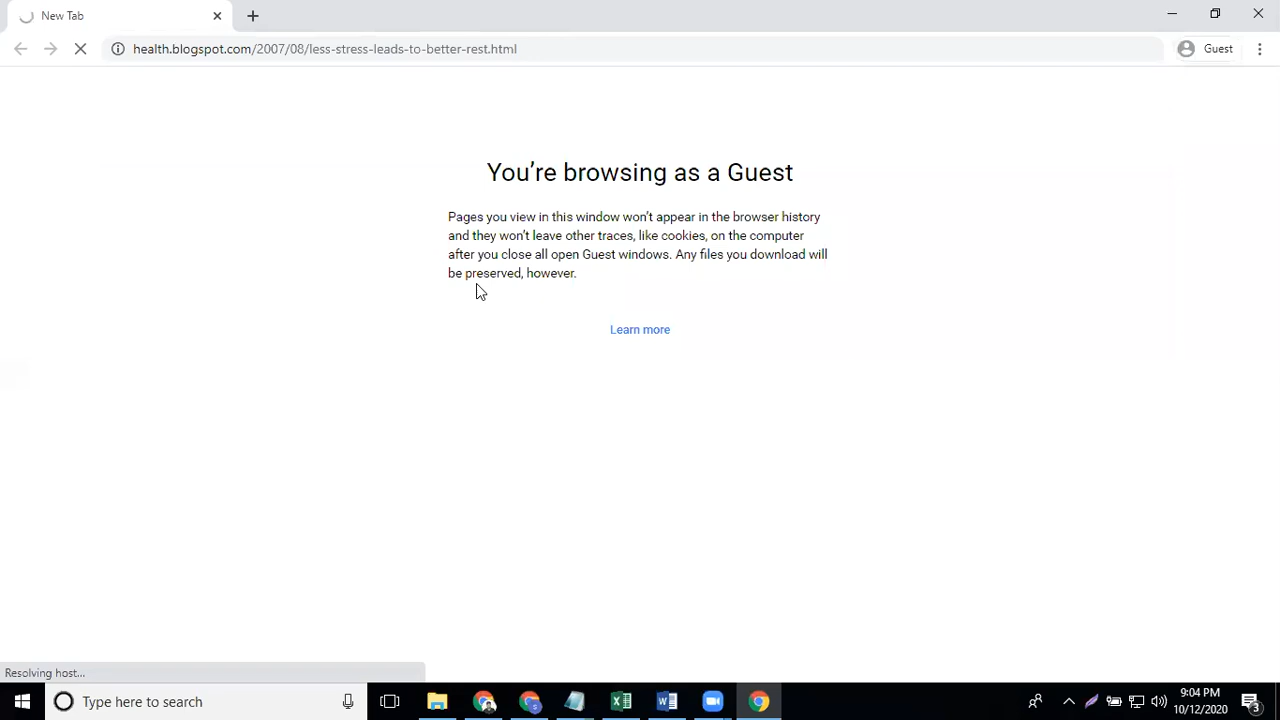 New Tab
health.blogspot.com/2007/08/less-stress-leads-to-better-rest.html
Guest
You're browsing as a Guest
Pages you view in this window won't appear in the browser history
and they won't leave other traces, like cookies, on the computer
after you close all open Guest windows. Any files you download will
be preserved, however.
Learn more
Resolving host...
Type here to search
9:04 PM
10/12/2020
3